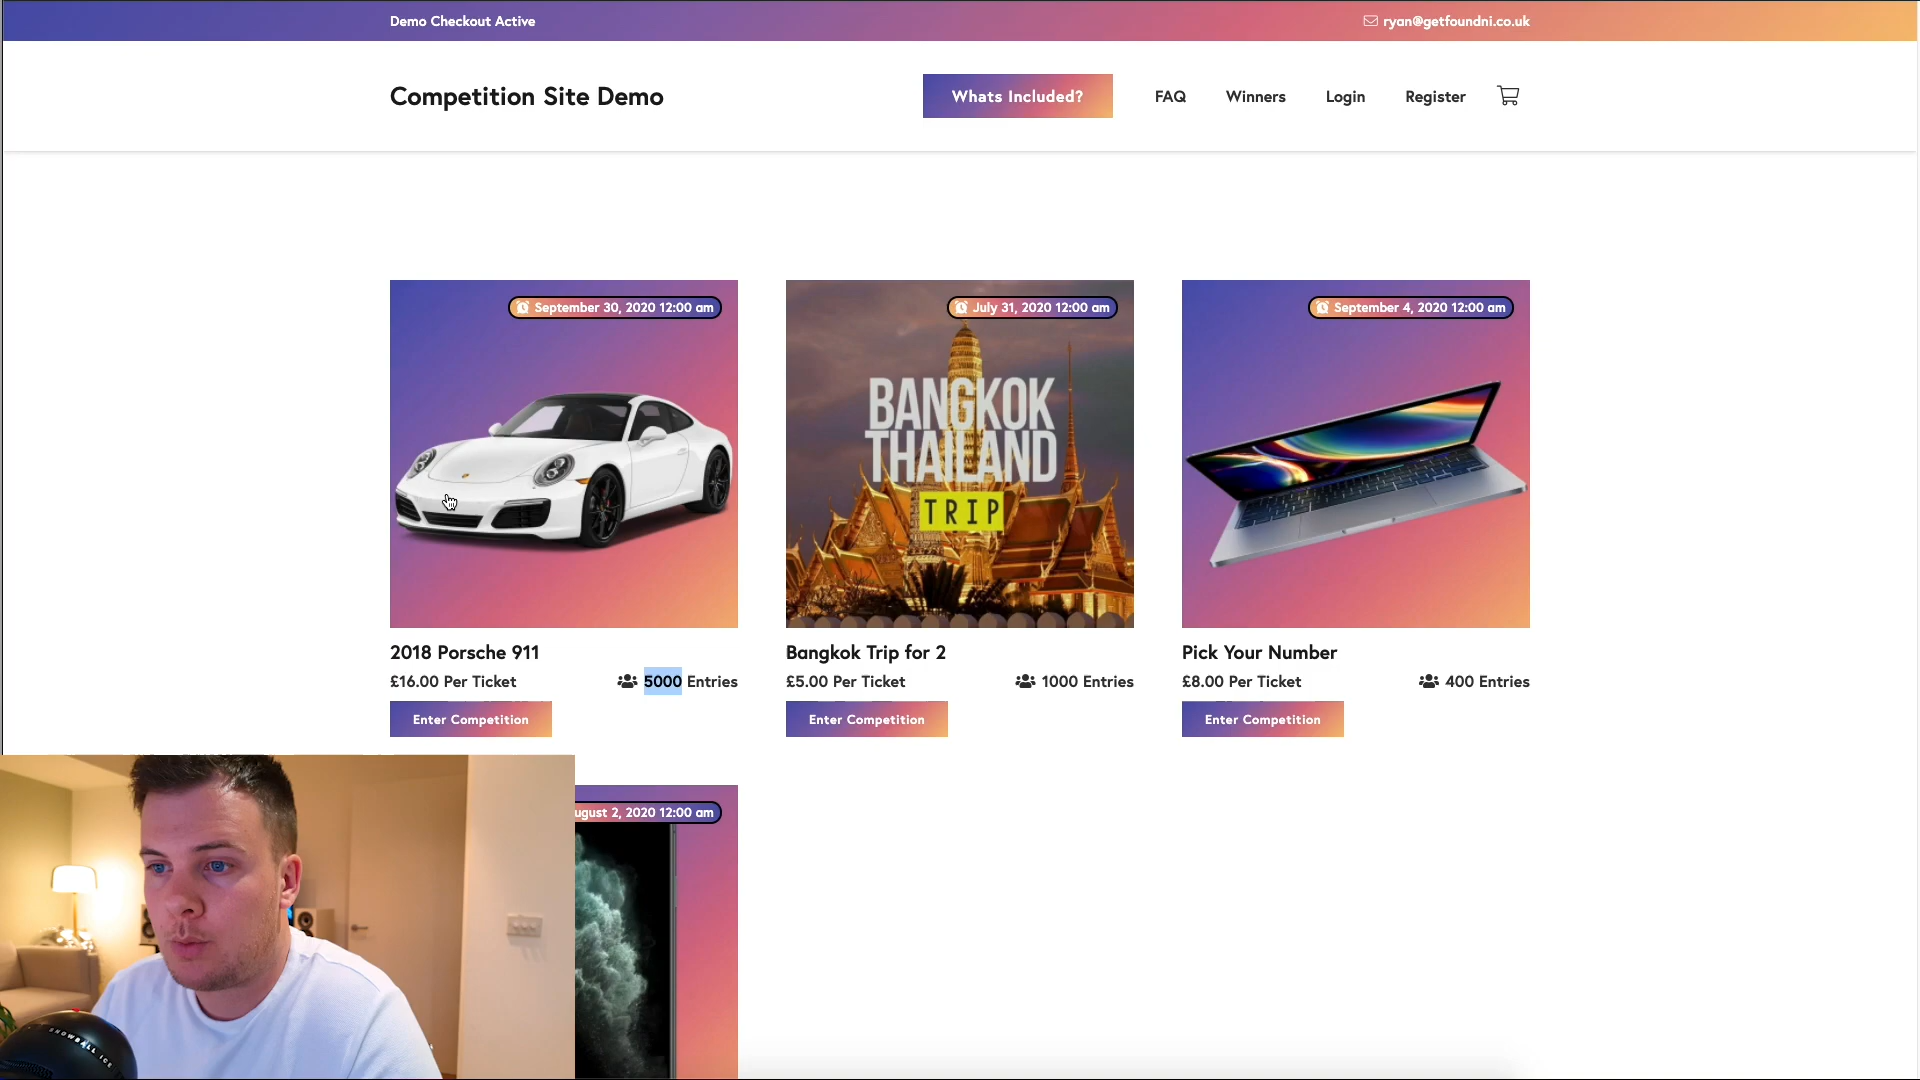 Demo Checkout Active
ryan@getfoundni.co.uk
Competition Site Demo
Whats Included?
FAQ
Winners
Login
Register
September 30, 2020 12:00 am
July 31, 2020 12:00 am
September 4, 2020 12:00 am
BANGKOK
THAILAND
TRIP
2018 Porsche 911
£16.00 Per Ticket
5000 Entries
Enter Competition
Bangkok Trip for 2
£5.00 Per Ticket
1000 Entries
Enter Competition
Pick Your Number
£8.00 Per Ticket
400 Entries
Enter Competition
ugust 2, 2020 12:00 am
SNOWBALL ICE